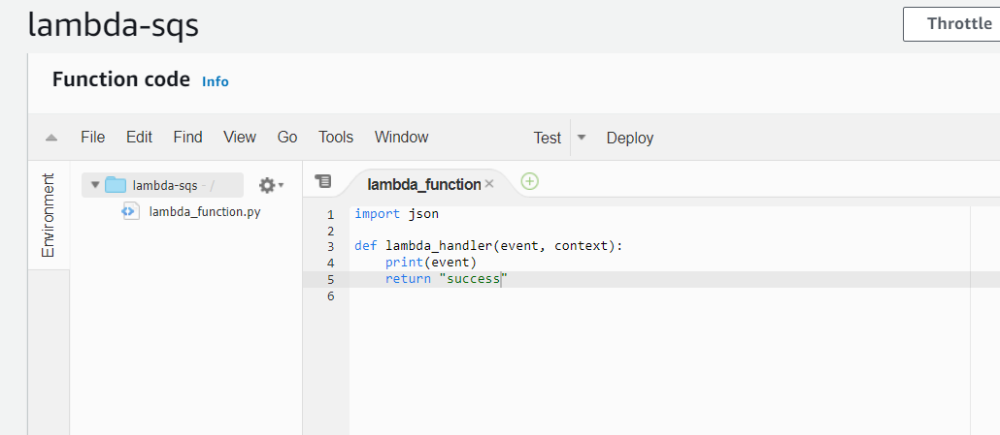 lambda-sqs
Throttle
Function code Info
File Edit Find View Go Tools Window Test Deploy
Environment
lambda-sqs - /
lambda_function.py
lambda_function
1 import json
2
3 def lambda_handler(event, context):
4     print(event)
5     return "success"
6